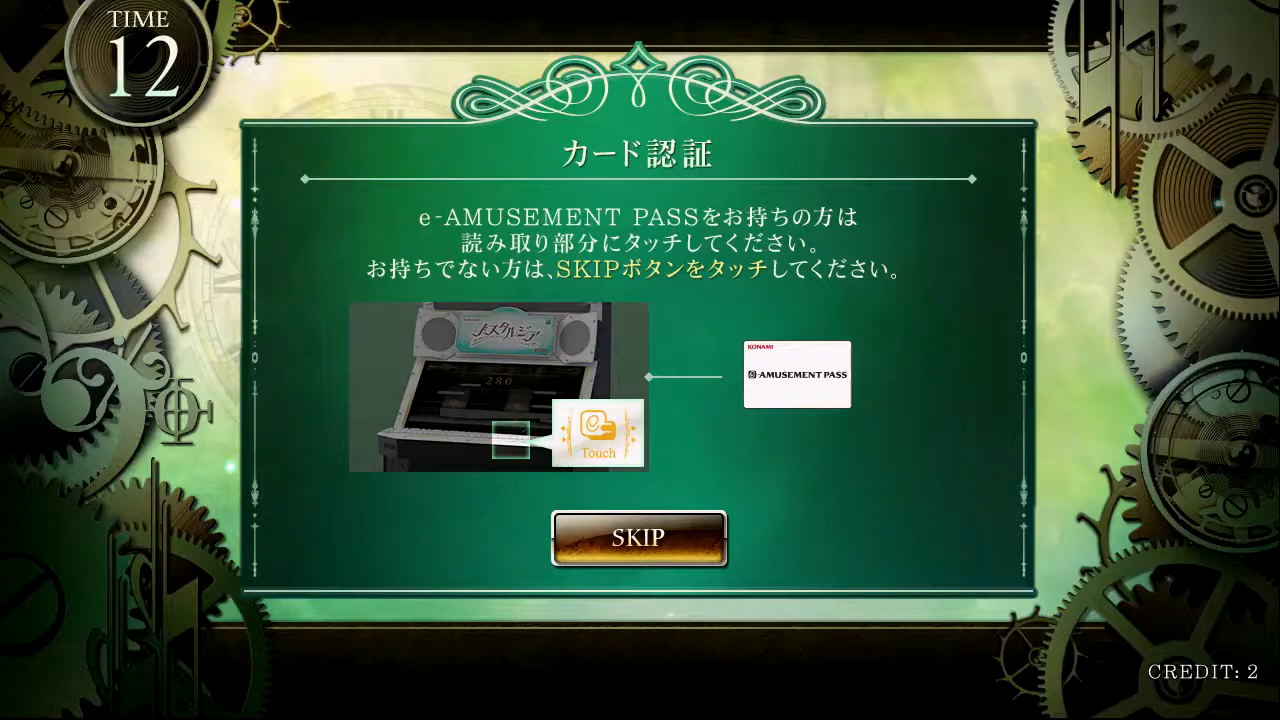 TIME
12
カード認証
e-AMUSEMENT PASSをお持ちの方は
読み取り部分にタッチしてください。
お持ちでない方は、SKIPボタンをタッチしてください。
ノスタルジア
280
Touch
KONAMI
e-AMUSEMENT PASS
SKIP
CREDIT: 2